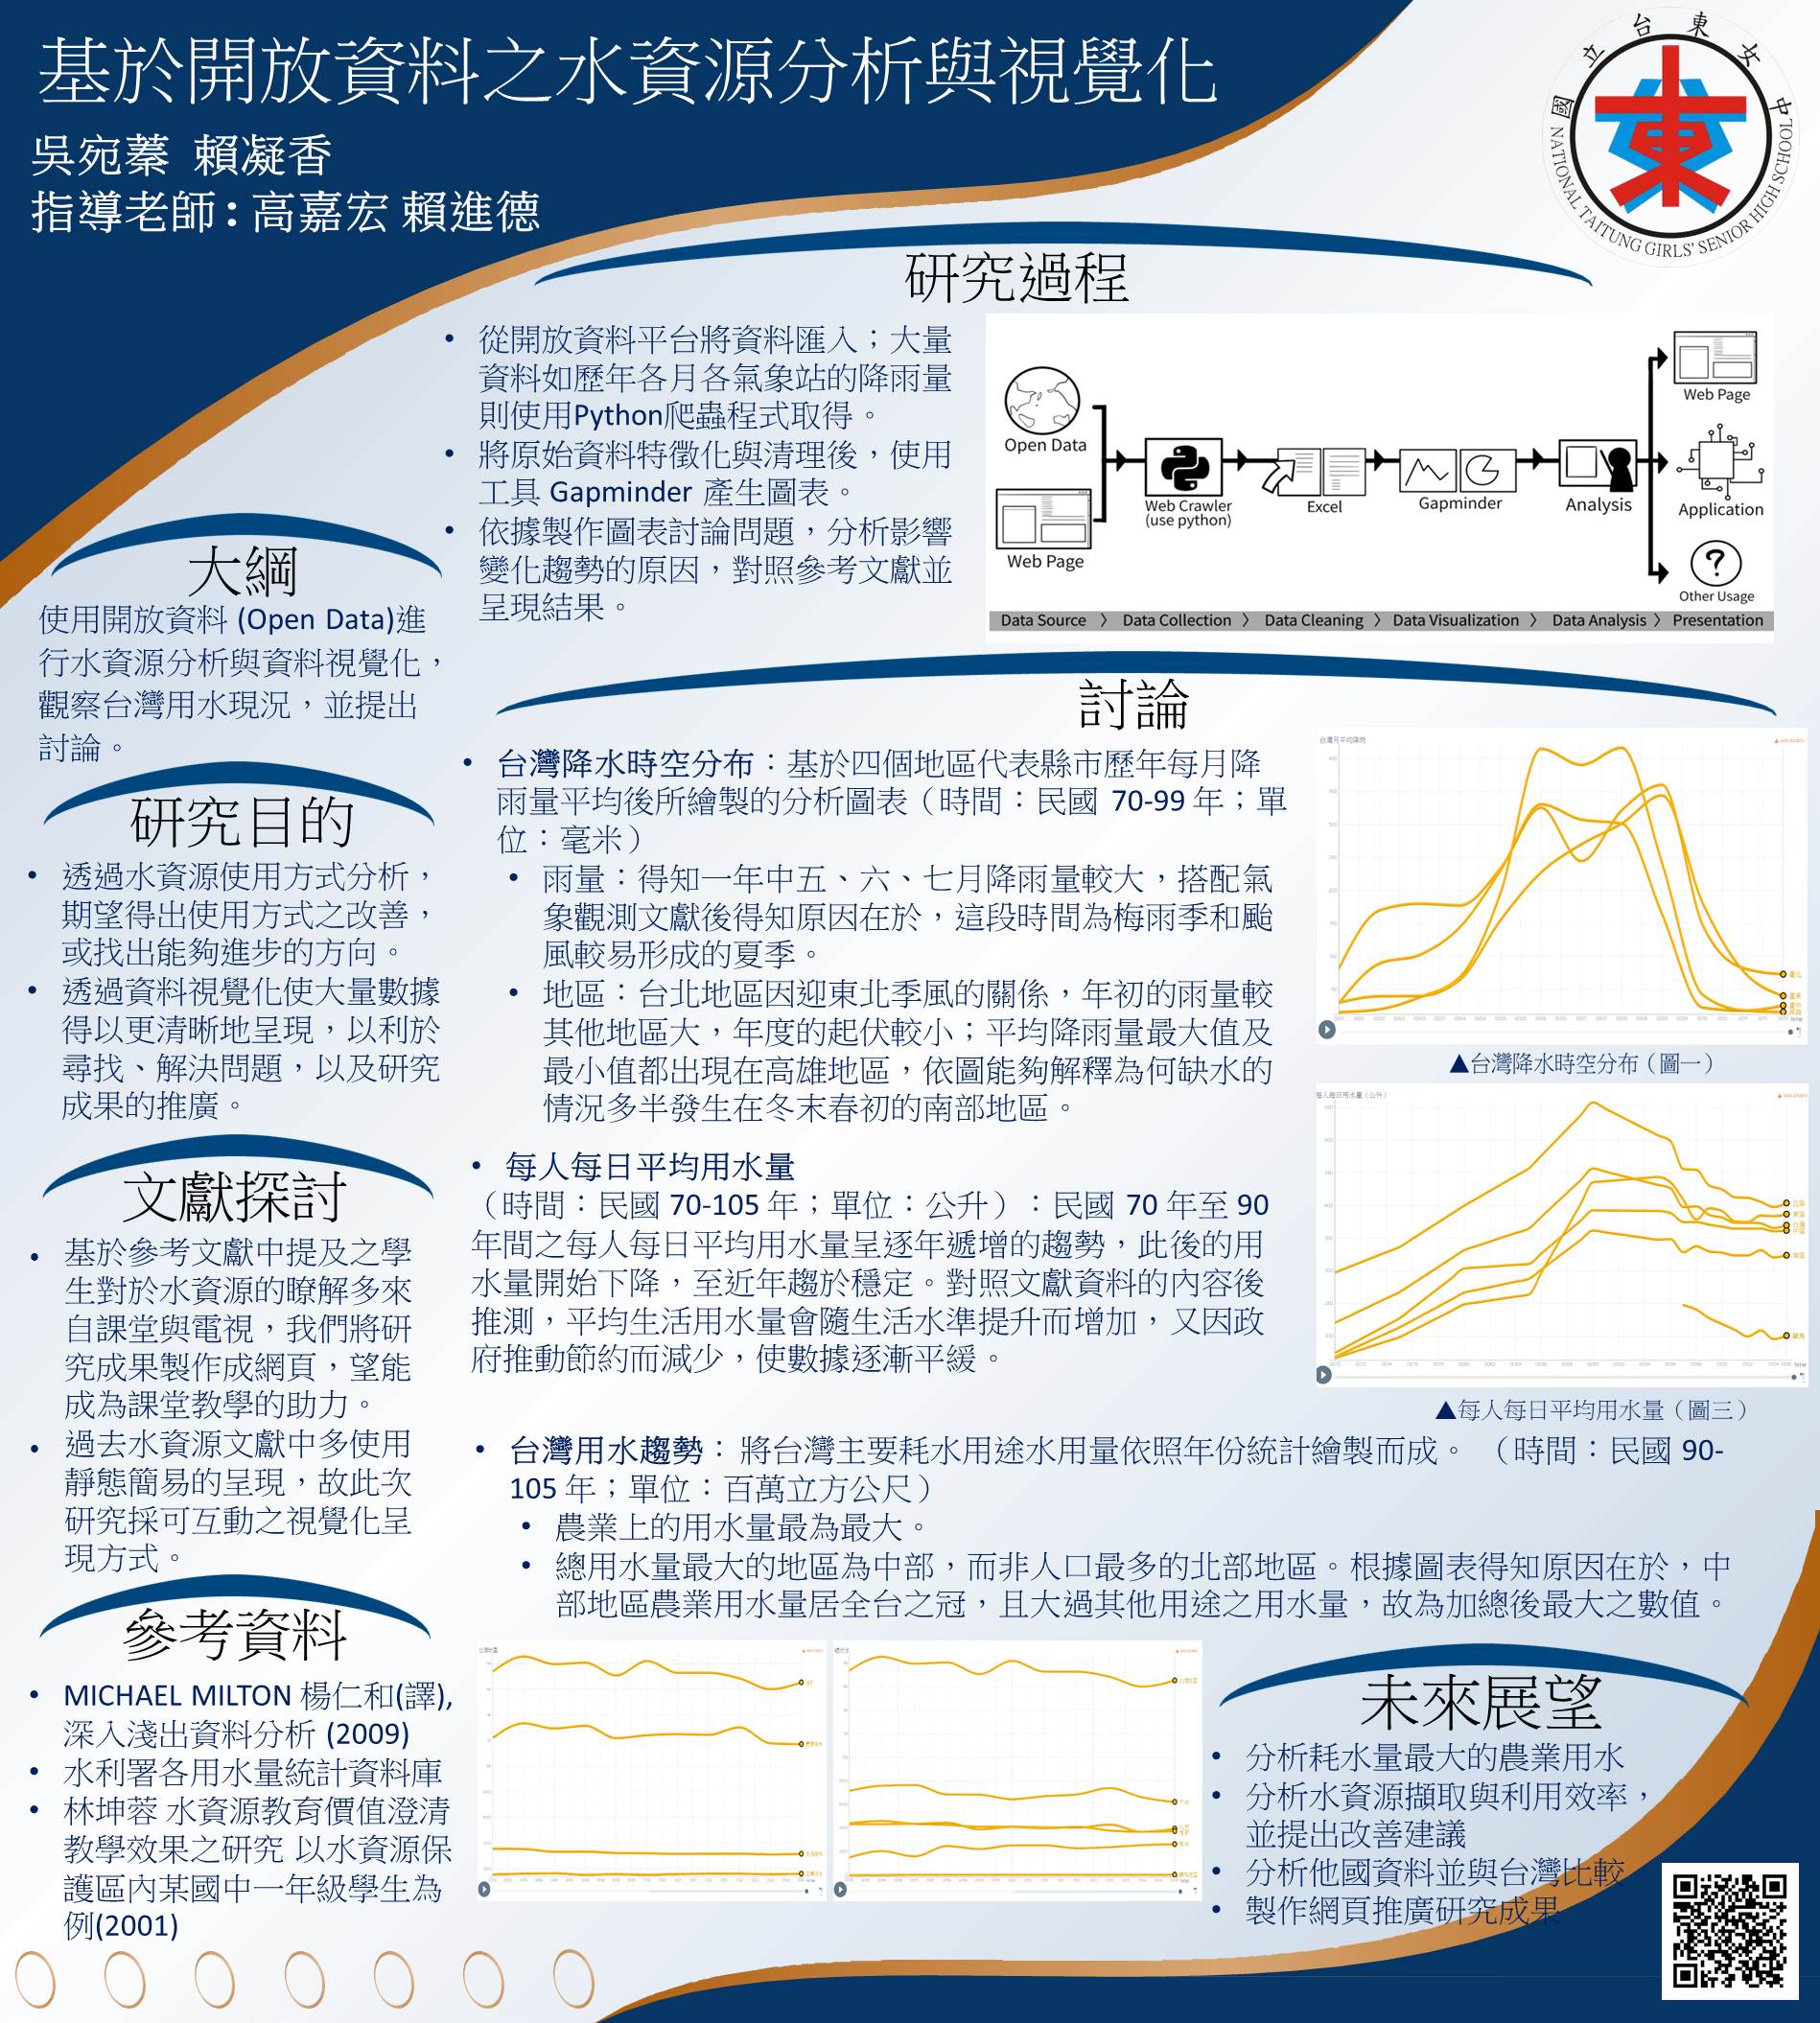 基於開放資料之水資源分析與視覺化
吳宛蓁 賴凝香
指導老師：高嘉宏 賴進德
國立台東女中
NATIONAL TAITUNG GIRLS' SENIOR HIGH SCHOOL
大綱
使用開放資料 (Open Data)進
行水資源分析與資料視覺化，
觀察台灣用水現況，並提出
討論。
研究目的
• 透過水資源使用方式分析，
期望得出使用方式之改善，
或找出能夠進步的方向。
• 透過資料視覺化使大量數據
得以更清晰地呈現，以利於
尋找、解決問題，以及研究
成果的推廣。
文獻探討
• 基於參考文獻中提及之學
生對於水資源的瞭解多來
自課堂與電視，我們將研
究成果製作成網頁，望能
成為課堂教學的助力。
• 過去水資源文獻中多使用
靜態簡易的呈現，故此次
研究採可互動之視覺化呈
現方式。
參考資料
• MICHAEL MILTON 楊仁和(譯),
深入淺出資料分析 (2009)
• 水利署各用水量統計資料庫
• 林坤蓉 水資源教育價值澄清
教學效果之研究 以水資源保
護區內某國中一年級學生為
例(2001)
研究過程
• 從開放資料平台將資料匯入；大量
資料如歷年各月各氣象站的降雨量
則使用Python爬蟲程式取得。
• 將原始資料特徵化與清理後，使用
工具 Gapminder 產生圖表。
• 依據製作圖表討論問題，分析影響
變化趨勢的原因，對照參考文獻並
呈現結果。
Open Data
Web Page
Web Crawler
(use python)
Excel
Gapminder
Analysis
Web Page
Application
?
Other Usage
Data Source 〉 Data Collection 〉 Data Cleaning 〉 Data Visualization 〉 Data Analysis 〉 Presentation
討論
• 台灣降水時空分布：基於四個地區代表縣市歷年每月降
雨量平均後所繪製的分析圖表（時間：民國 70-99 年；單
位：毫米）
• 雨量：得知一年中五、六、七月降雨量較大，搭配氣
象觀測文獻後得知原因在於，這段時間為梅雨季和颱
風較易形成的夏季。
• 地區：台北地區因迎東北季風的關係，年初的雨量較
其他地區大，年度的起伏較小；平均降雨量最大值及
最小值都出現在高雄地區，依圖能夠解釋為何缺水的
情況多半發生在冬末春初的南部地區。
台灣月平均降雨
time
▲台灣降水時空分布（圖一）
• 每人每日平均用水量
（時間：民國 70-105 年；單位：公升）：民國 70 年至 90
年間之每人每日平均用水量呈逐年遞增的趨勢，此後的用
水量開始下降，至近年趨於穩定。對照文獻資料的內容後
推測，平均生活用水量會隨生活水準提升而增加，又因政
府推動節約而減少，使數據逐漸平緩。
每人每日用水量（公升）
time
▲每人每日平均用水量（圖三）
• 台灣用水趨勢： 將台灣主要耗水用途水用量依照年份統計繪製而成。 （時間：民國 90-
105 年；單位：百萬立方公尺）
• 農業上的用水量最為最大。
• 總用水量最大的地區為中部，而非人口最多的北部地區。根據圖表得知原因在於，中
部地區農業用水量居全台之冠，且大過其他用途之用水量，故為加總後最大之數值。
未來展望
• 分析耗水量最大的農業用水
• 分析水資源擷取與利用效率，
並提出改善建議
• 分析他國資料並與台灣比較
• 製作網頁推廣研究成果